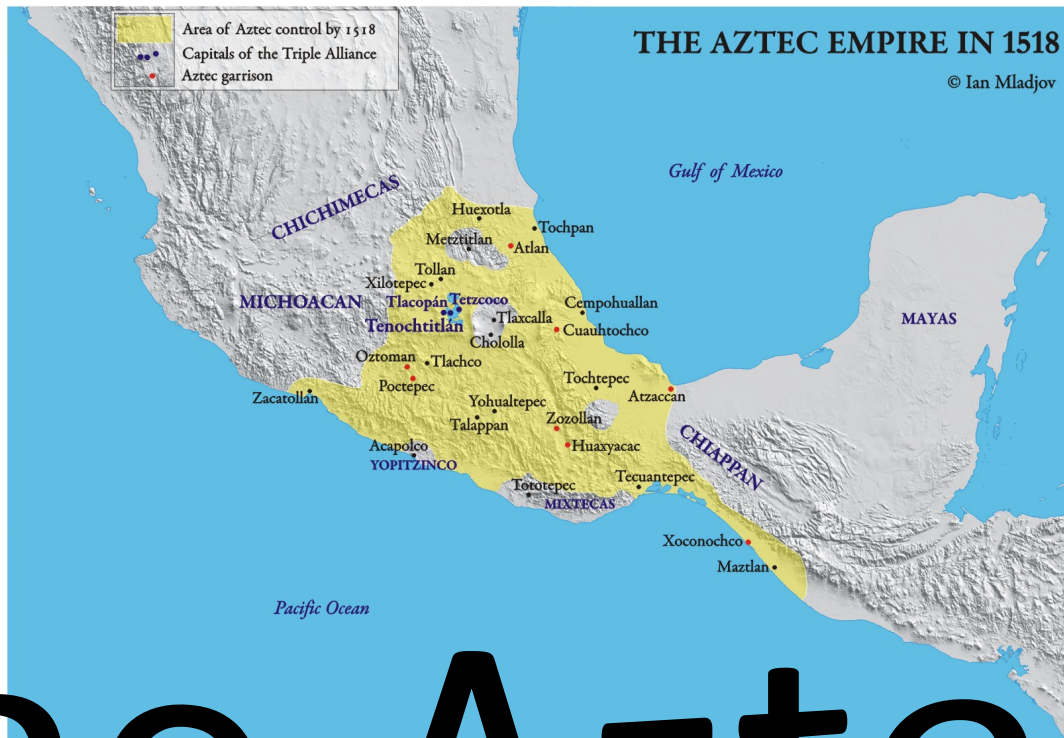 Area of Aztec control by 1518
Capitals of the Triple Alliance
Aztec garrison
THE AZTEC EMPIRE IN 1518
© Ian Mladjov
Gulf of Mexico
CHICHIMECAS
Huexotla
Tochpan
Metztitlan
Atlan
Tollan
Xilotepec
MICHOACAN
Tlacopán
Tetzcoco
Cempohuallan
Tlaxcalla
MAYAS
Tenochtitlán
Cuauhtochco
Chololla
Oztoman
Tlachco
Poctepec
Tochtepec
Zacatollan
Atzaccan
Yohualtepec
Talappan
Zozollan
CHIAPPAN
Acapolco
Huaxyacac
YOPITZINCO
Tecuantepec
Tototepec
MIXTECAS
Xoconochco
Maztlan
Pacific Ocean